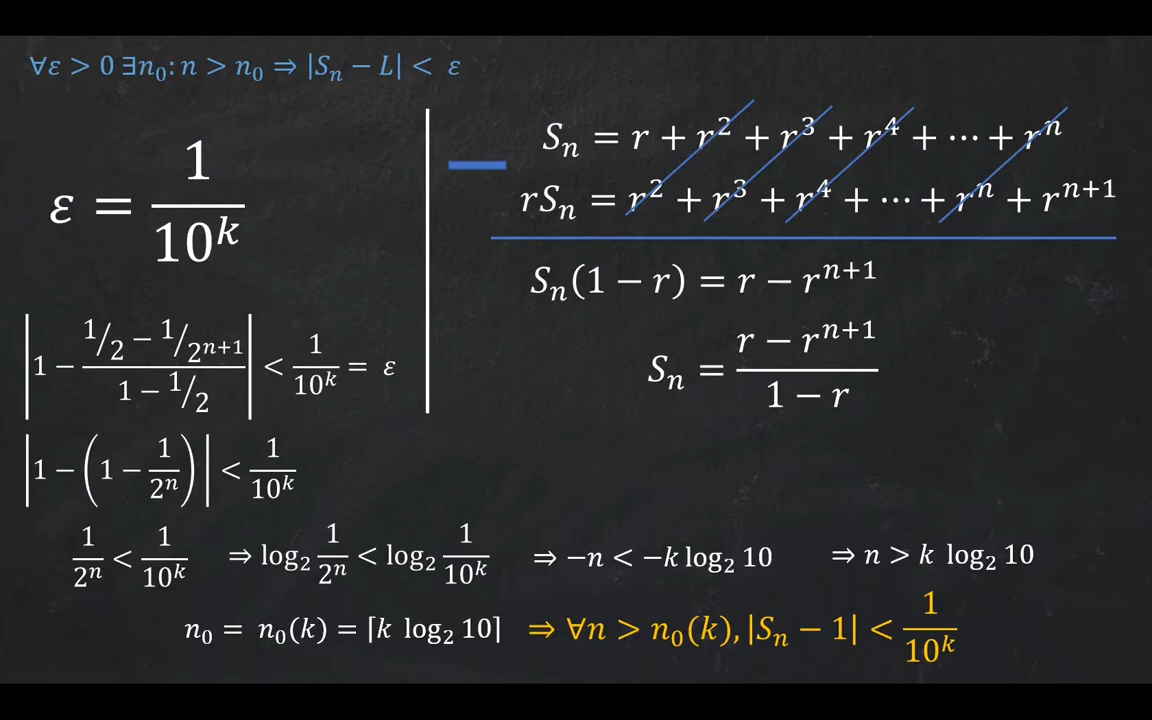 ∀ε > 0 ∃n₀: n > n₀ ⇒ |Sₙ − L| < ε
ε = 1/10ᵏ
|1 − (1/2 − 1/2ⁿ⁺¹)/(1 − 1/2)| < 1/10ᵏ = ε
|1 − (1 − 1/2ⁿ)| < 1/10ᵏ
Sₙ = r + r² + r³ + r⁴ + ⋯ + rⁿ
−
rSₙ = r² + r³ + r⁴ + ⋯ + rⁿ + rⁿ⁺¹
Sₙ(1 − r) = r − rⁿ⁺¹
Sₙ = (r − rⁿ⁺¹)/(1 − r)
1/2ⁿ < 1/10ᵏ ⇒ log₂ 1/2ⁿ < log₂ 1/10ᵏ ⇒ −n < −k log₂ 10 ⇒ n > k log₂ 10
n₀ = n₀(k) = ⌈k log₂ 10⌉ ⇒ ∀n > n₀(k), |Sₙ − 1| < 1/10ᵏ